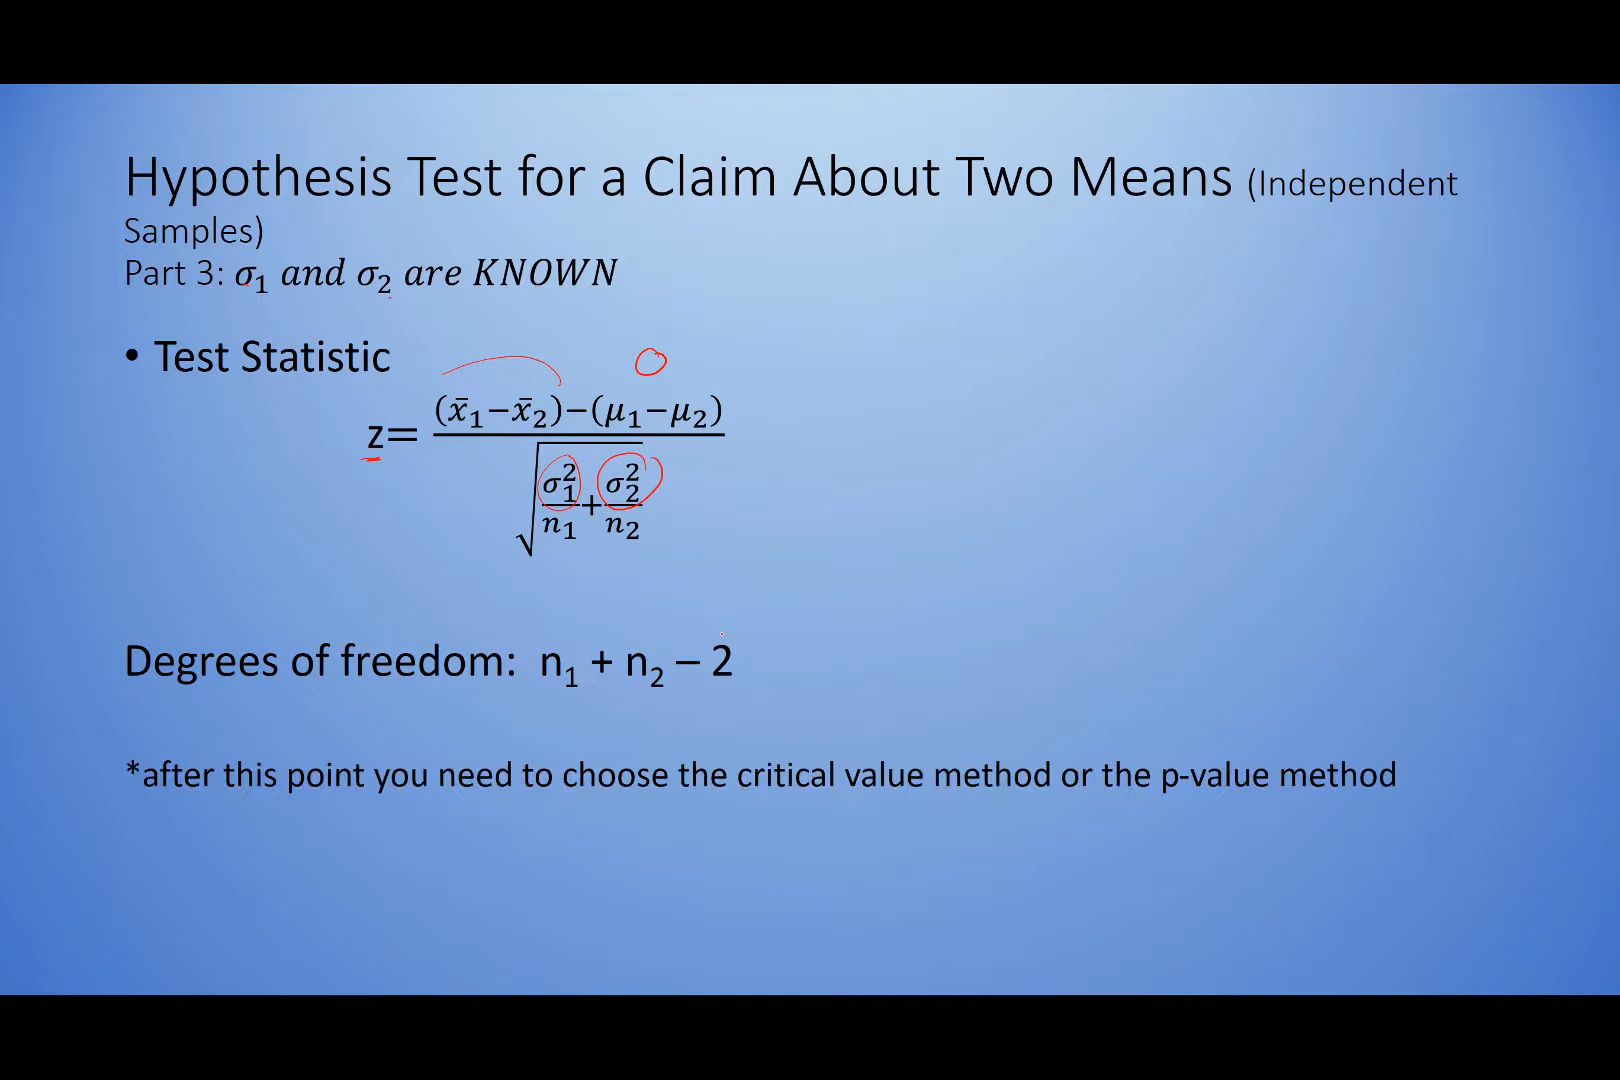 Hypothesis Test for a Claim About Two Means (Independent
Samples)
Part 3: σ₁ and σ₂ are KNOWN
• Test Statistic
z= ((x̄₁−x̄₂)−(μ₁−μ₂)) / √(σ₁²/n₁+σ₂²/n₂)
0
Degrees of freedom: n₁ + n₂ – 2
*after this point you need to choose the critical value method or the p-value method